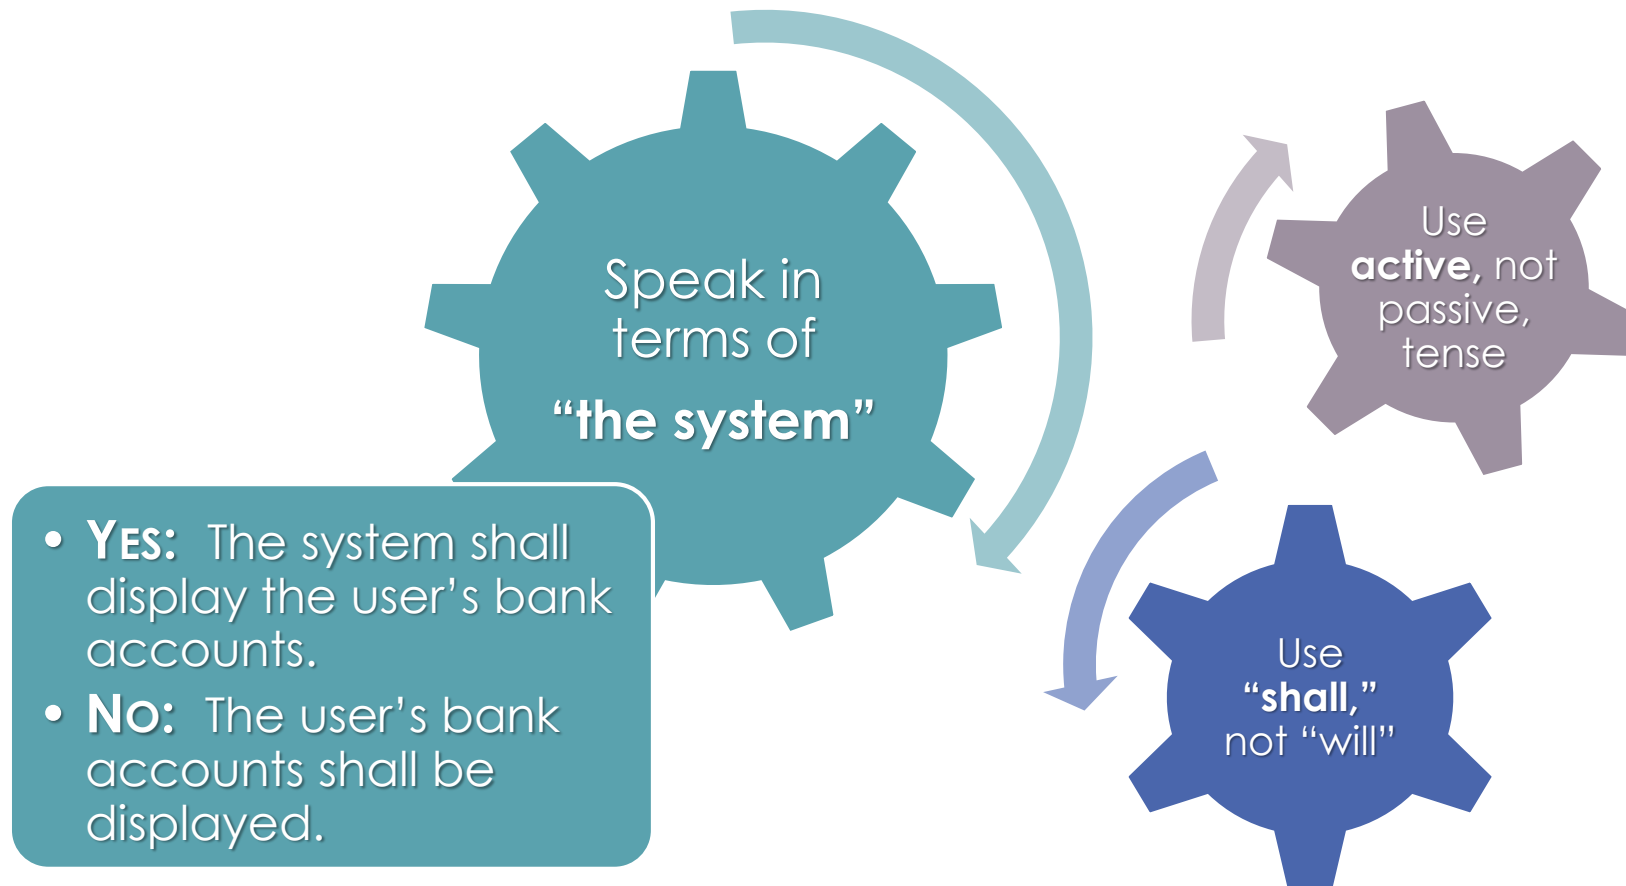 Speak in
terms of
“the system”
• YES: The system shall
display the user’s bank
accounts.
• NO: The user’s bank
accounts shall be
displayed.
Use
active, not
passive,
tense
Use
“shall,”
not “will”